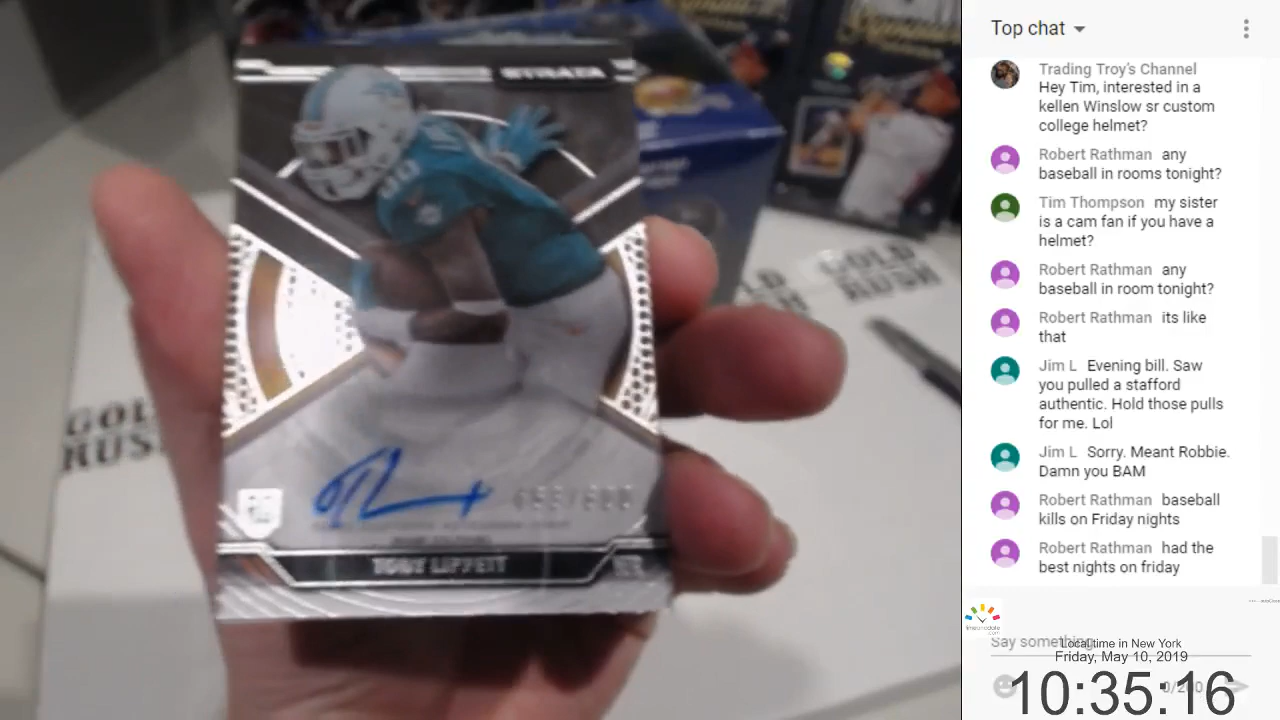 STRATA
GOLD
RUSH
GOLD
RUSH
TONY LIPPETT
Top chat
Trading Troy's Channel
Hey Tim, interested in a
kellen Winslow sr custom
college helmet?
Robert Rathman any
baseball in rooms tonight?
Tim Thompson my sister
is a cam fan if you have a
helmet?
Robert Rathman any
baseball in room tonight?
Robert Rathman its like
that
Jim L Evening bill. Saw
you pulled a stafford
authentic. Hold those pulls
for me. Lol
Jim L Sorry. Meant Robbie.
Damn you BAM
Robert Rathman baseball
kills on Friday nights
Robert Rathman had the
best nights on friday
Say something...
Local time in New York
Friday, May 10, 2019
10:35:16